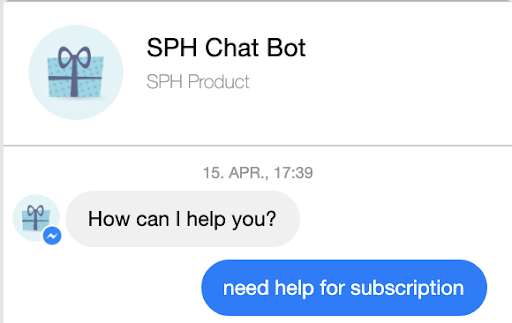 SPH Chat Bot
SPH Product
15. APR., 17:39
How can I help you?
need help for subscription